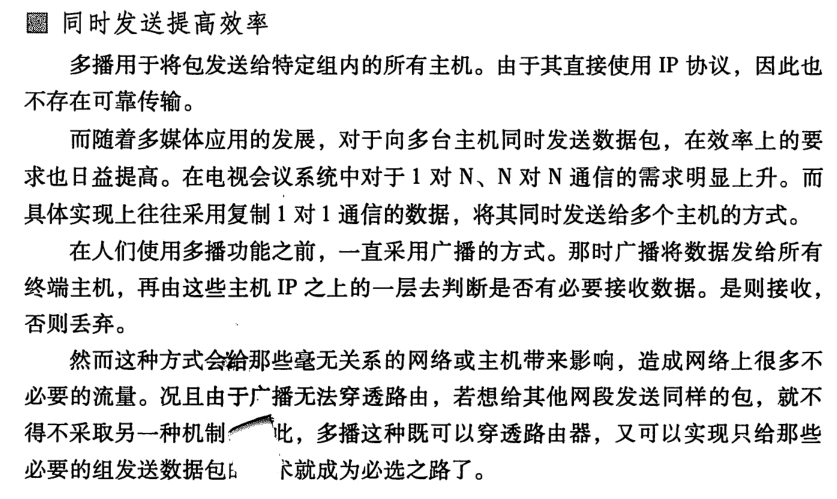 同时发送提高效率
多播用于将包发送给特定组内的所有主机。由于其直接使用 IP 协议，因此也
不存在可靠传输。
而随着多媒体应用的发展，对于向多台主机同时发送数据包，在效率上的要
求也日益提高。在电视会议系统中对于 1 对 N、N 对 N 通信的需求明显上升。而
具体实现上往往采用复制 1 对 1 通信的数据，将其同时发送给多个主机的方式。
在人们使用多播功能之前，一直采用广播的方式。那时广播将数据发给所有
终端主机，再由这些主机 IP 之上的一层去判断是否有必要接收数据。是则接收，
否则丢弃。
然而这种方式会给那些毫无关系的网络或主机带来影响，造成网络上很多不
必要的流量。况且由于广播无法穿透路由，若想给其他网段发送同样的包，就不
得不采取另一种机制 此，多播这种既可以穿透路由器，又可以实现只给那些
必要的组发送数据包 术就成为必选之路了。